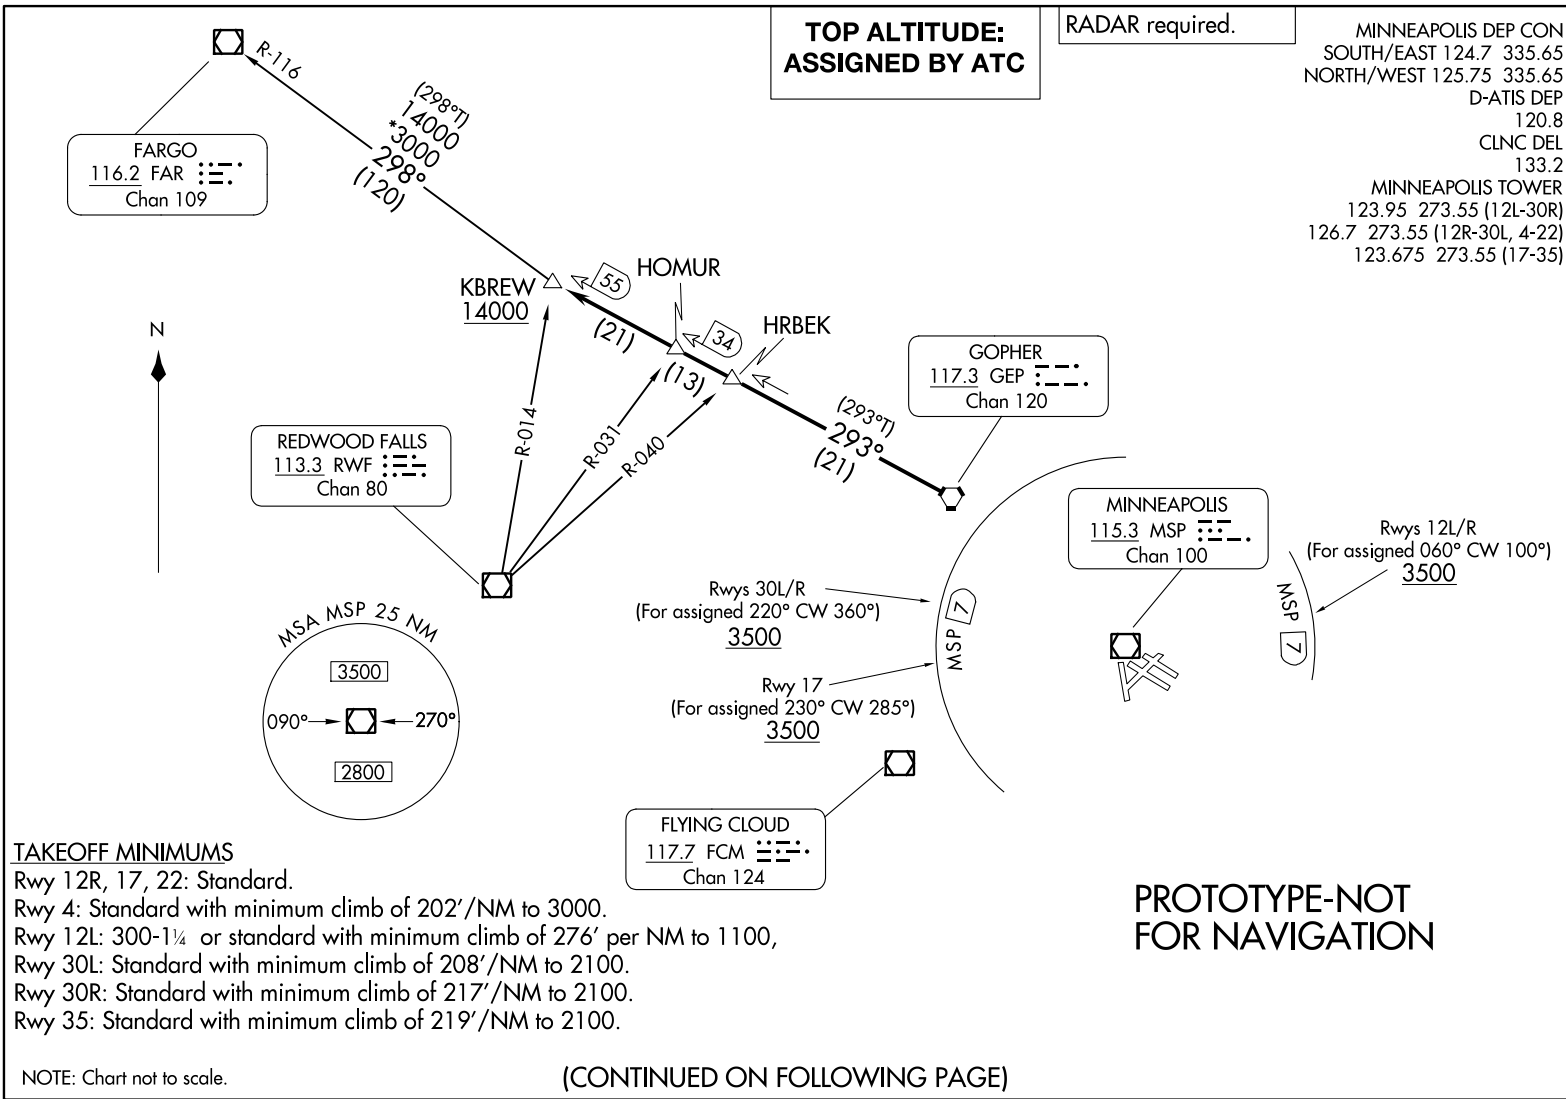 TOP ALTITUDE:
ASSIGNED BY ATC
RADAR required.
MINNEAPOLIS DEP CON
SOUTH/EAST 124.7 335.65
NORTH/WEST 125.75 335.65
D-ATIS DEP
120.8
CLNC DEL
133.2
MINNEAPOLIS TOWER
123.95 273.55 (12L-30R)
126.7 273.55 (12R-30L, 4-22)
123.675 273.55 (17-35)
R-116
(298°T)
14000
*3000
298°
(120)
FARGO
116.2 FAR
Chan 109
KBREW
14000
55
HOMUR
(21)
34
HRBEK
(13)
N
GOPHER
117.3 GEP
Chan 120
(293°T)
293°
(21)
R-014
R-031
R-040
REDWOOD FALLS
113.3 RWF
Chan 80
MINNEAPOLIS
115.3 MSP
Chan 100
Rwys 12L/R
(For assigned 060° CW 100°)
3500
MSP 7
Rwys 30L/R
(For assigned 220° CW 360°)
3500
MSP 7
Rwy 17
(For assigned 230° CW 285°)
3500
MSA MSP 25 NM
3500
090°
270°
2800
FLYING CLOUD
117.7 FCM
Chan 124
TAKEOFF MINIMUMS
Rwy 12R, 17, 22: Standard.
Rwy 4: Standard with minimum climb of 202'/NM to 3000.
Rwy 12L: 300-1¼ or standard with minimum climb of 276' per NM to 1100,
Rwy 30L: Standard with minimum climb of 208'/NM to 2100.
Rwy 30R: Standard with minimum climb of 217'/NM to 2100.
Rwy 35: Standard with minimum climb of 219'/NM to 2100.
PROTOTYPE-NOT
FOR NAVIGATION
NOTE: Chart not to scale.
(CONTINUED ON FOLLOWING PAGE)